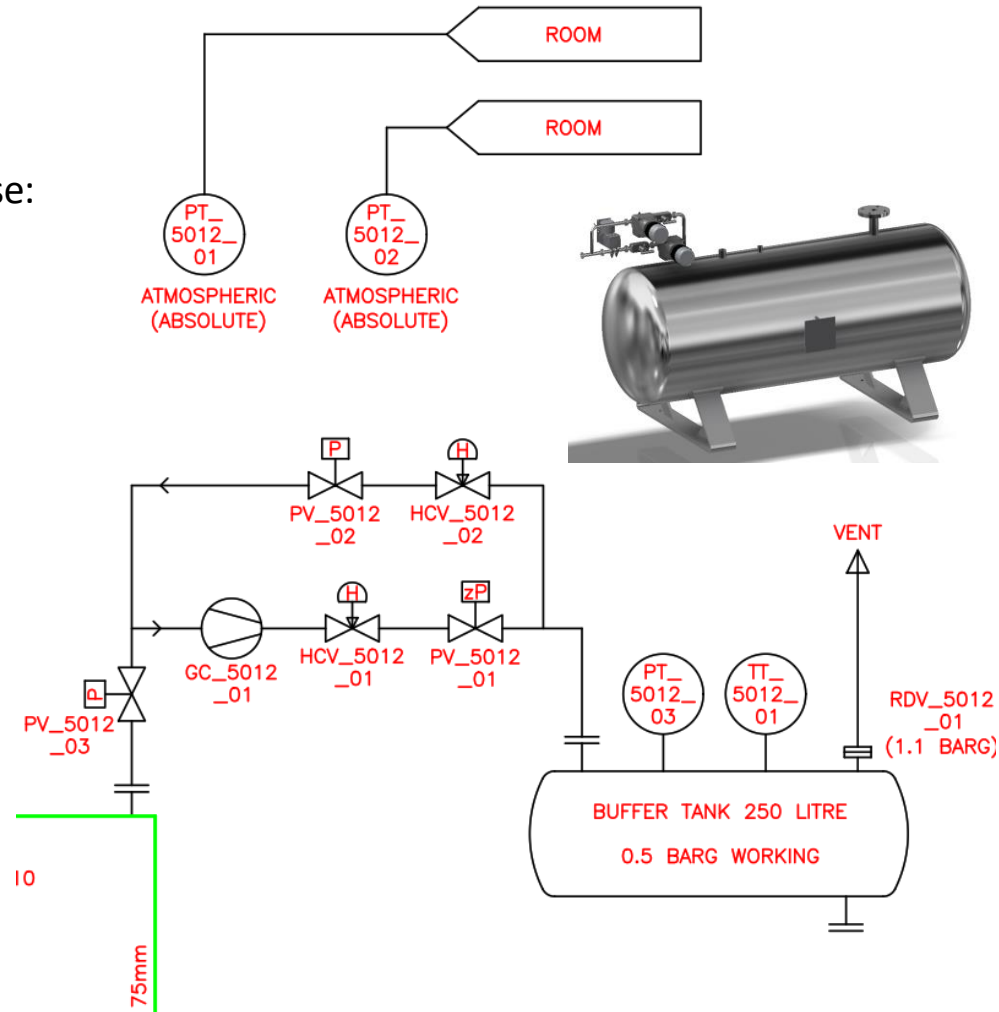 ROOM
ROOM
se:
PT_
5012_
01
PT_
5012_
02
ATMOSPHERIC
(ABSOLUTE)
ATMOSPHERIC
(ABSOLUTE)
P
H
PV_5012
_02
HCV_5012
_02
VENT
H
zP
GC_5012
_01
HCV_5012
_01
PV_5012
_01
P
PV_5012
_03
PT_
5012_
03
TT_
5012_
01
RDV_5012
_01
(1.1 BARG)
BUFFER TANK 250 LITRE
0.5 BARG WORKING
10
75mm